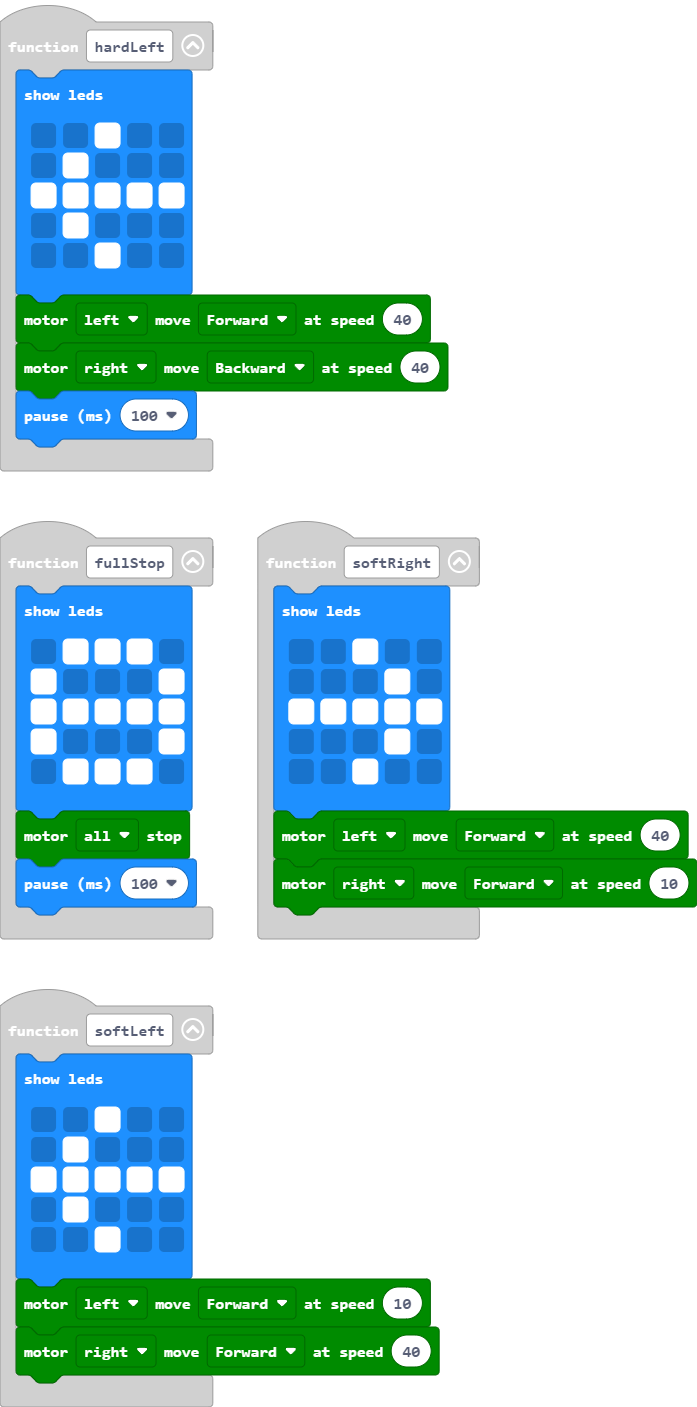 function hardLeft
show leds
motor left move Forward at speed 40
motor right move Backward at speed 40
pause (ms) 100
function fullStop
show leds
motor all stop
pause (ms) 100
function softRight
show leds
motor left move Forward at speed 40
motor right move Forward at speed 10
function softLeft
show leds
motor left move Forward at speed 10
motor right move Forward at speed 40